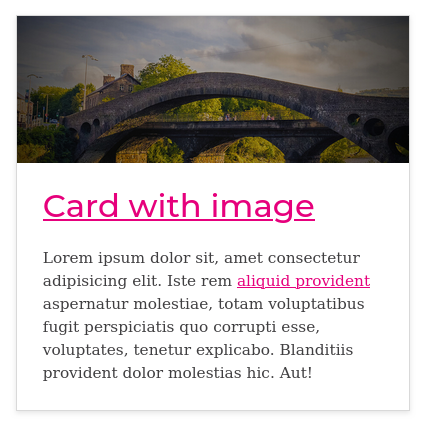 Card with image
Lorem ipsum dolor sit, amet consectetur
adipisicing elit. Iste rem aliquid provident
aspernatur molestiae, totam voluptatibus
fugit perspiciatis quo corrupti esse,
voluptates, tenetur explicabo. Blanditiis
provident dolor molestias hic. Aut!